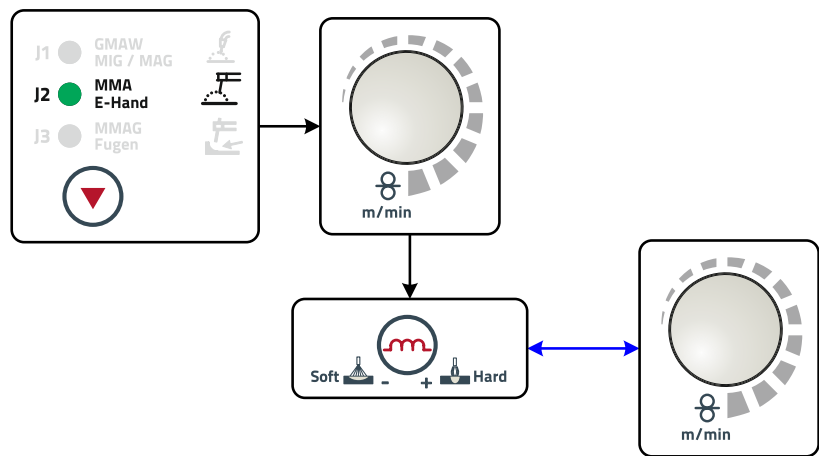 J1 GMAW
MIG / MAG
J2 MMA
E-Hand
J3 MMAG
Fugen
m/min
Soft - + Hard
m/min